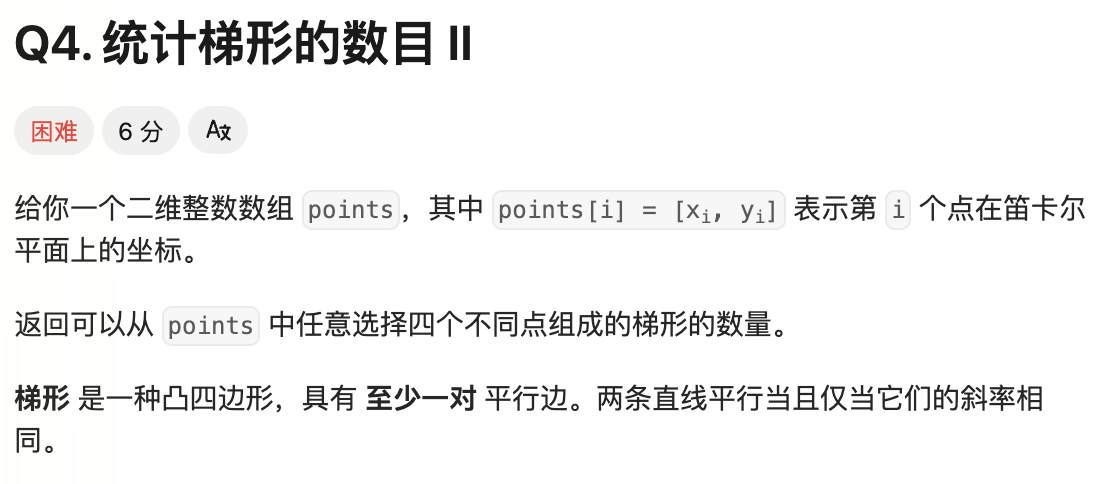 Q4. 统计梯形的数目 II
困难 6 分 A文
给你一个二维整数数组 points，其中 points[i] = [xᵢ, yᵢ] 表示第 i 个点在笛卡尔
平面上的坐标。
返回可以从 points 中任意选择四个不同点组成的梯形的数量。
梯形 是一种凸四边形，具有 至少一对 平行边。两条直线平行当且仅当它们的斜率相
同。